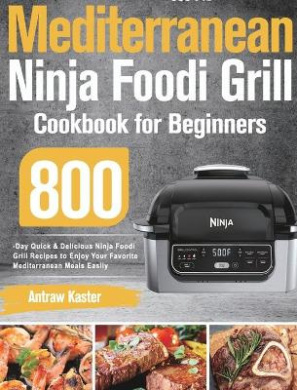 Mediterranean
Ninja Foodi Grill
Cookbook for Beginners
800
-Day Quick & Delicious Ninja Foodi
Grill Recipes to Enjoy Your Favorite
Mediterranean Meals Easily
NINJA
500F
Antraw Kaster